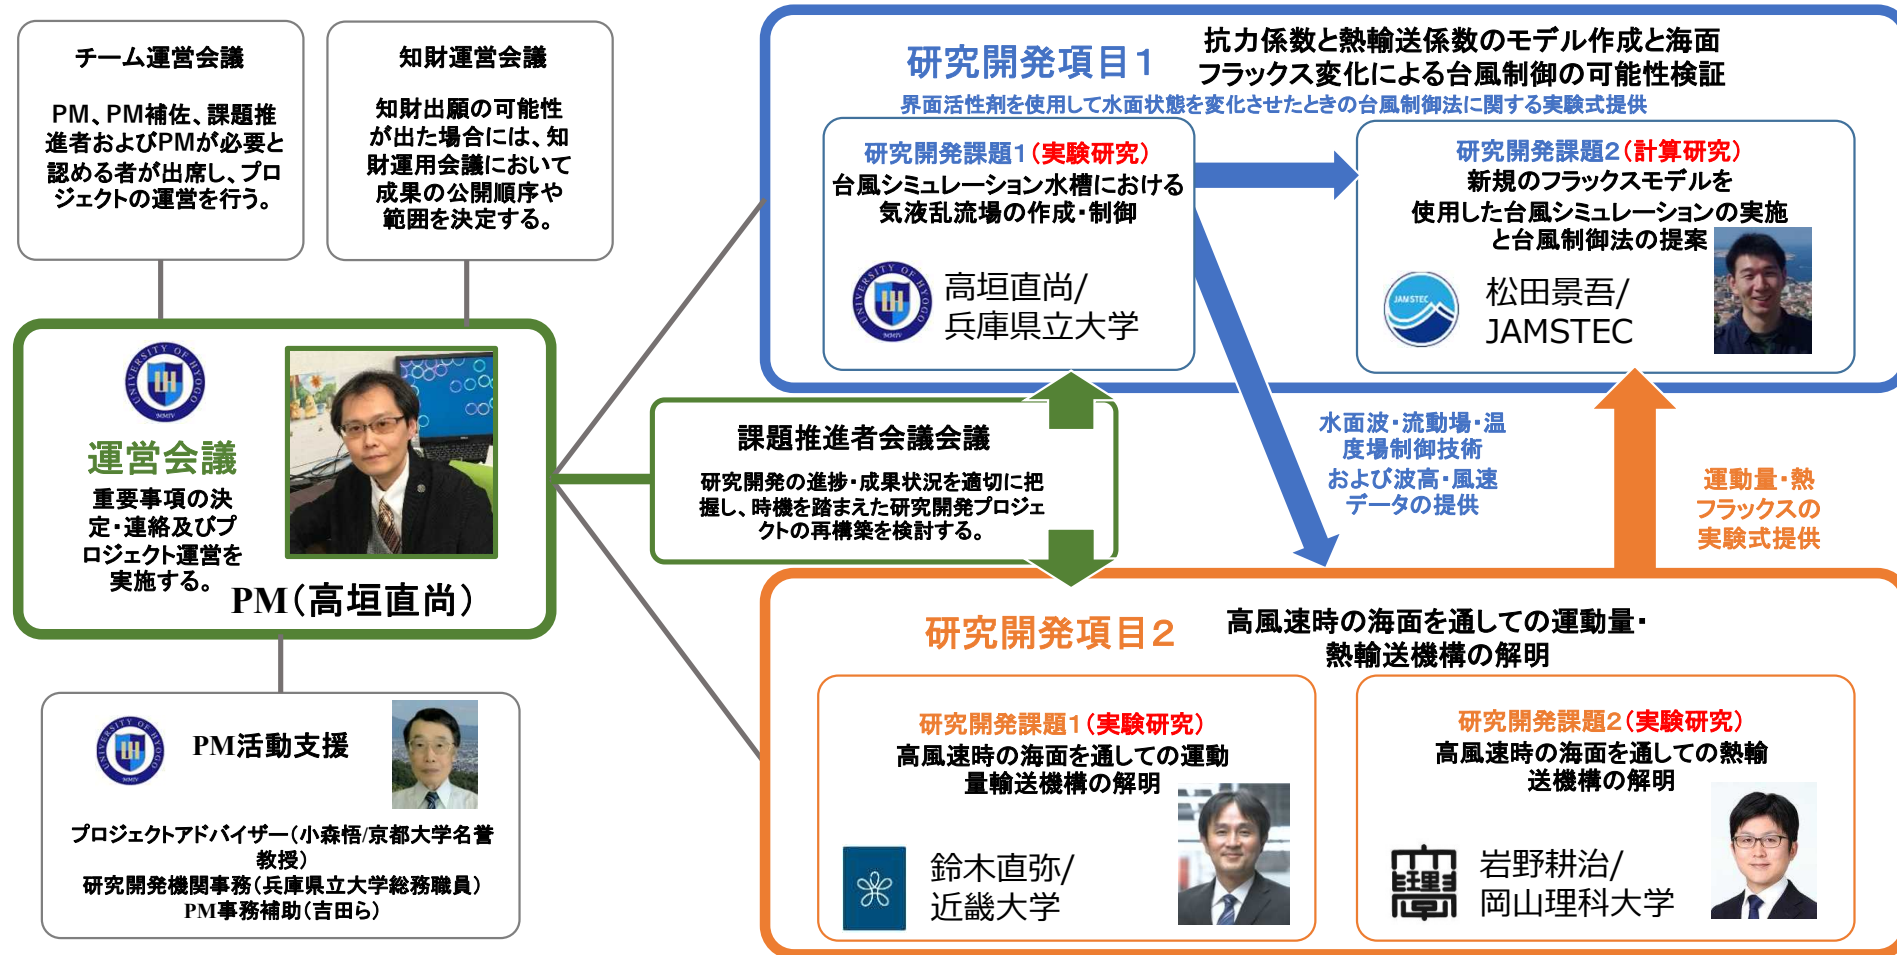 チーム運営会議
PM、PM補佐、課題推
進者およびPMが必要と
認める者が出席し、プロ
ジェクトの運営を行う。
知財運営会議
知財出願の可能性
が出た場合には、知
財運用会議において
成果の公開順序や
範囲を決定する。
UNIVERSITY OF HYOGO
MMIV
運営会議
重要事項の決
定・連絡及びプ
ロジェクト運営を
実施する。
PM(高垣直尚)
UNIVERSITY OF HYOGO
MMIV
PM活動支援
プロジェクトアドバイザー(小森悟/京都大学名誉
教授)
研究開発機関事務(兵庫県立大学総務職員)
PM事務補助(吉田ら)
課題推進者会議会議
研究開発の進捗・成果状況を適切に把
握し、時機を踏まえた研究開発プロジェ
クトの再構築を検討する。
研究開発項目1
抗力係数と熱輸送係数のモデル作成と海面
フラックス変化による台風制御の可能性検証
界面活性剤を使用して水面状態を変化させたときの台風制御法に関する実験式提供
研究開発課題1(実験研究)
台風シミュレーション水槽における
気液乱流場の作成・制御
UNIVERSITY OF HYOGO
MMIV
高垣直尚/
兵庫県立大学
研究開発課題2(計算研究)
新規のフラックスモデルを
使用した台風シミュレーションの実施
と台風制御法の提案
JAMSTEC
松田景吾/
JAMSTEC
水面波・流動場・温
度場制御技術
および波高・風速
データの提供
運動量・熱
フラックスの
実験式提供
研究開発項目2
高風速時の海面を通しての運動量・
熱輸送機構の解明
研究開発課題1(実験研究)
高風速時の海面を通しての運動
量輸送機構の解明
鈴木直弥/
近畿大学
研究開発課題2(実験研究)
高風速時の海面を通しての熱輸
送機構の解明
岩野耕治/
岡山理科大学